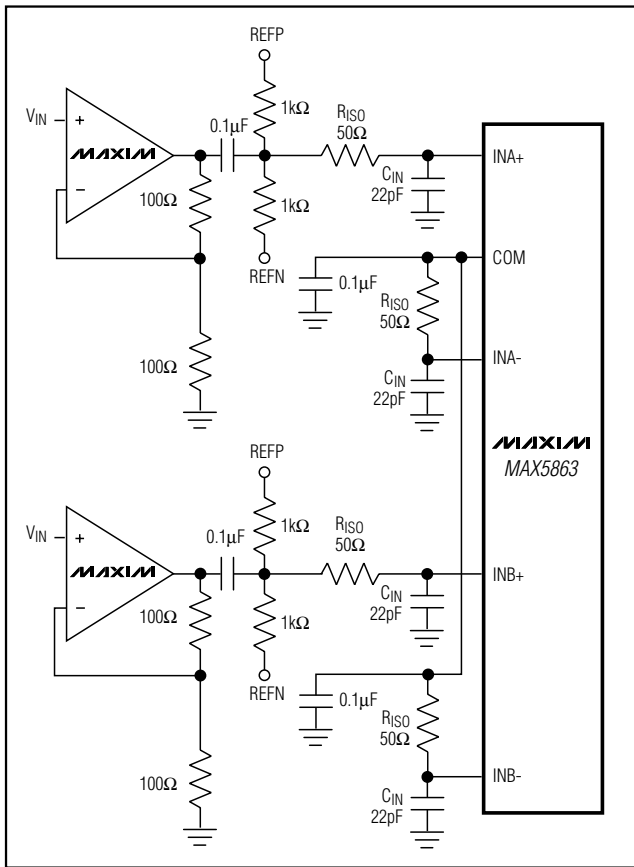 REFP
VIN
+
MAXIM
-
0.1µF
1kΩ
RISO
50Ω
INA+
CIN
22pF
100Ω
1kΩ
REFN
COM
0.1µF
RISO
50Ω
100Ω
INA-
CIN
22pF
MAXIM
MAX5863
REFP
VIN
+
MAXIM
-
0.1µF
1kΩ
RISO
50Ω
INB+
CIN
22pF
100Ω
1kΩ
REFN
0.1µF
RISO
50Ω
100Ω
INB-
CIN
22pF